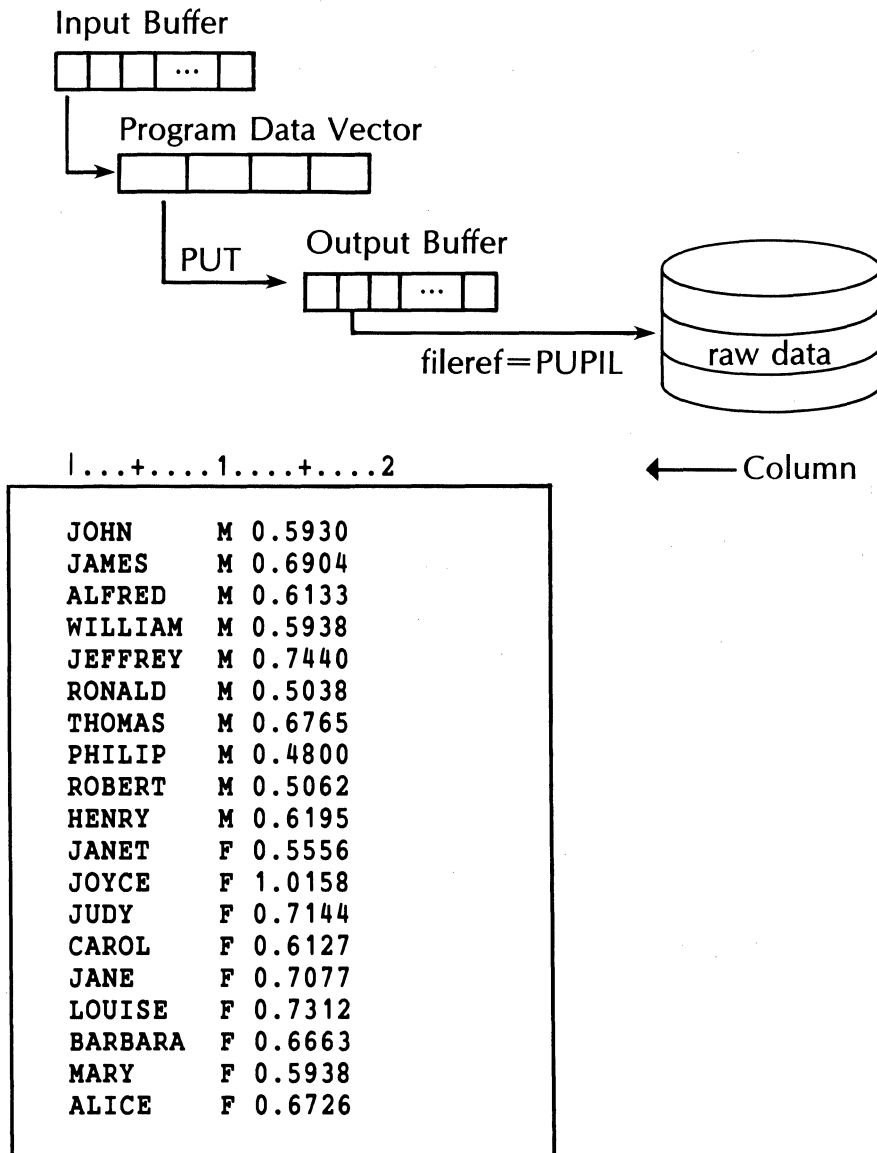 Input Buffer
...
Program Data Vector
PUT
Output Buffer
...
fileref=PUPIL
raw data
|...+....1....+....2
Column
JOHN M 0.5930
JAMES M 0.6904
ALFRED M 0.6133
WILLIAM M 0.5938
JEFFREY M 0.7440
RONALD M 0.5038
THOMAS M 0.6765
PHILIP M 0.4800
ROBERT M 0.5062
HENRY M 0.6195
JANET F 0.5556
JOYCE F 1.0158
JUDY F 0.7144
CAROL F 0.6127
JANE F 0.7077
LOUISE F 0.7312
BARBARA F 0.6663
MARY F 0.5938
ALICE F 0.6726